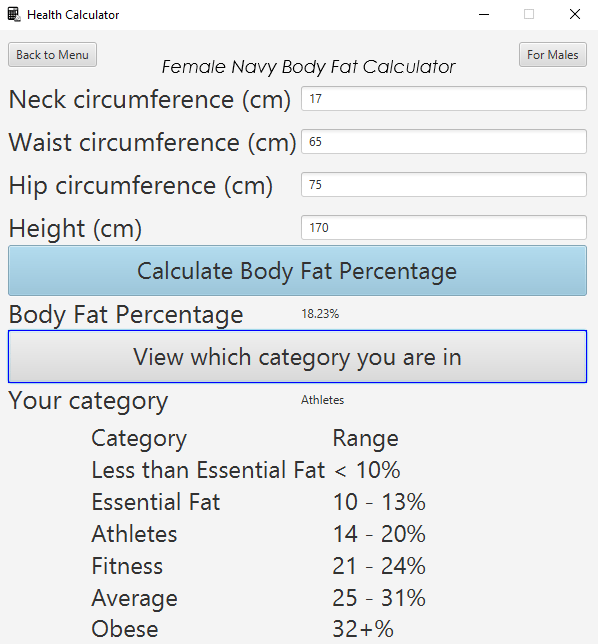 Health Calculator
Back to Menu
Female Navy Body Fat Calculator
For Males
Neck circumference (cm) 17
Waist circumference (cm) 65
Hip circumference (cm) 75
Height (cm) 170
Calculate Body Fat Percentage
Body Fat Percentage 18.23%
View which category you are in
Your category Athletes
Category Range
Less than Essential Fat < 10%
Essential Fat 10 - 13%
Athletes 14 - 20%
Fitness 21 - 24%
Average 25 - 31%
Obese 32+%